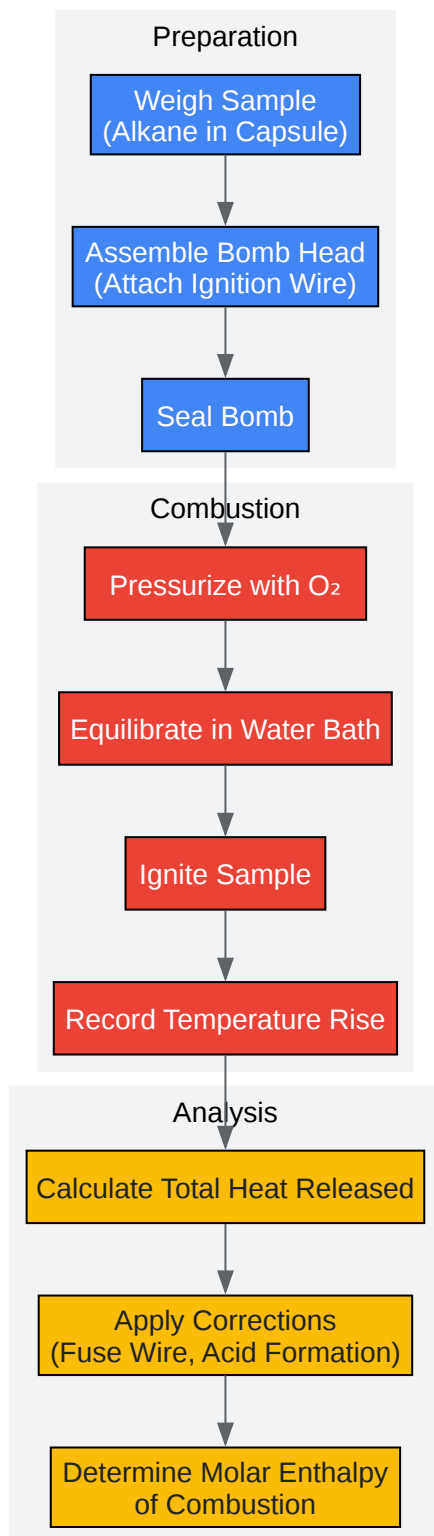 Preparation
Weigh Sample
(Alkane in Capsule)
Assemble Bomb Head
(Attach Ignition Wire)
Seal Bomb
Combustion
Pressurize with O₂
Equilibrate in Water Bath
Ignite Sample
Record Temperature Rise
Analysis
Calculate Total Heat Released
Apply Corrections
(Fuse Wire, Acid Formation)
Determine Molar Enthalpy
of Combustion